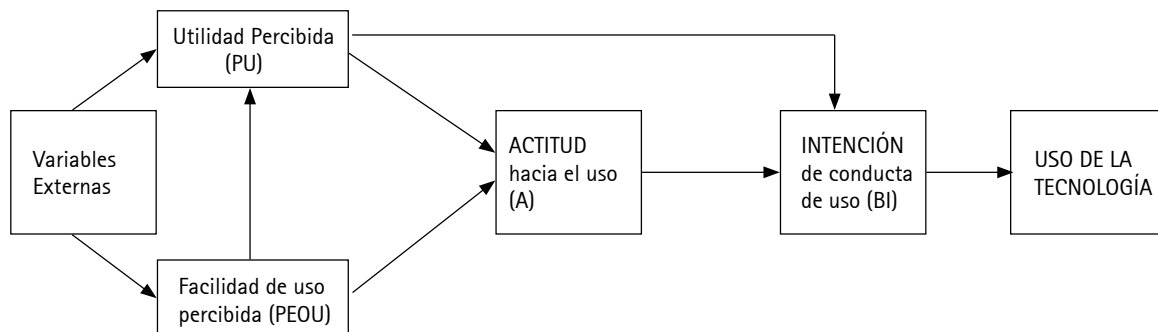 Utilidad Percibida
(PU)
Variables
Externas
Facilidad de uso
percibida (PEOU)
ACTITUD
hacia el uso
(A)
INTENCIÓN
de conducta
de uso (BI)
USO DE LA
TECNOLOGÍA